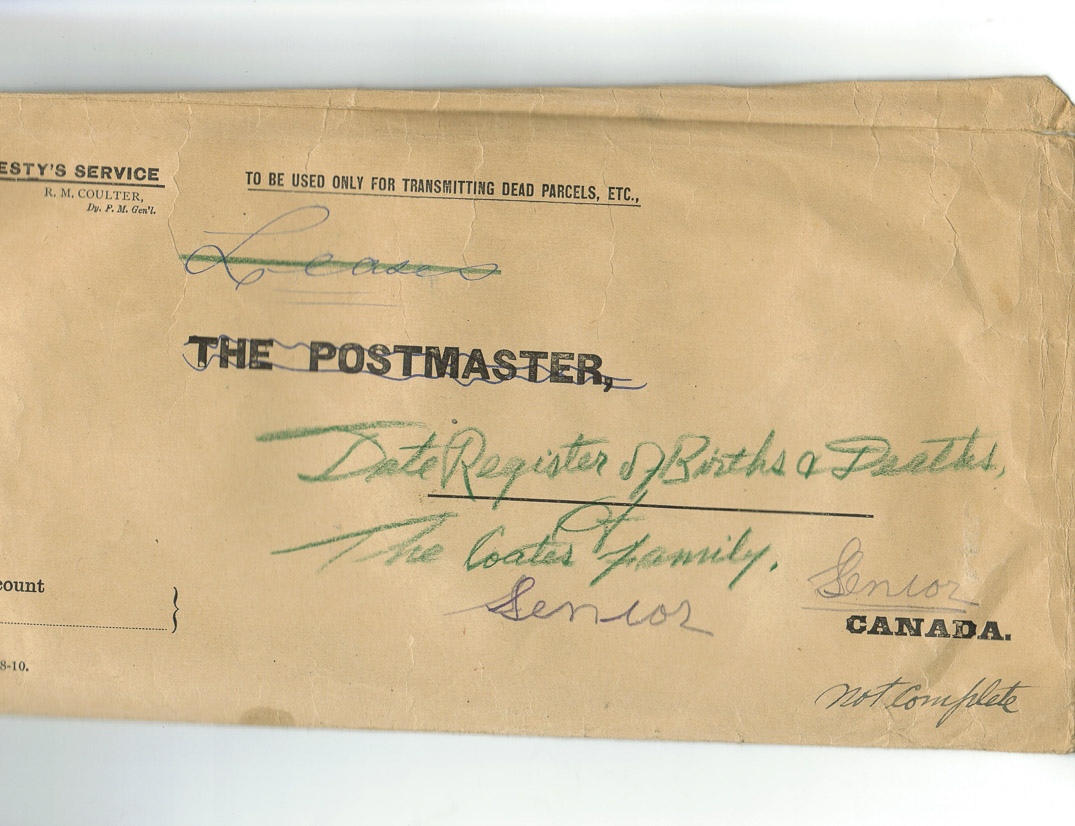 ESTY'S SERVICE
R. M. COULTER,
Dy. P. M. Gen'l.
TO BE USED ONLY FOR TRANSMITTING DEAD PARCELS, ETC.,
Leases
THE POSTMASTER,
Date Register of Births & Deaths,
Of
The Coates Family.
Senior
Senior
CANADA.
count
}
8-10.
not Complete